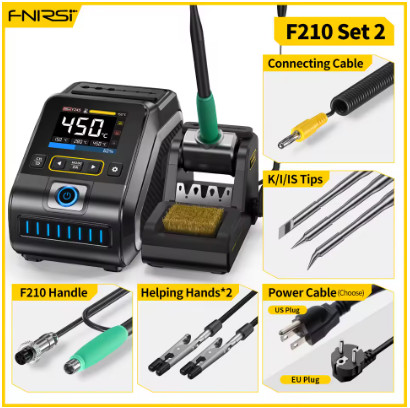 FNIRSI
F210 Set 2
Connecting Cable
450℃
K/I/IS Tips
F210 Handle
Helping Hands*2
Power Cable (Choose)
US Plug
EU Plug